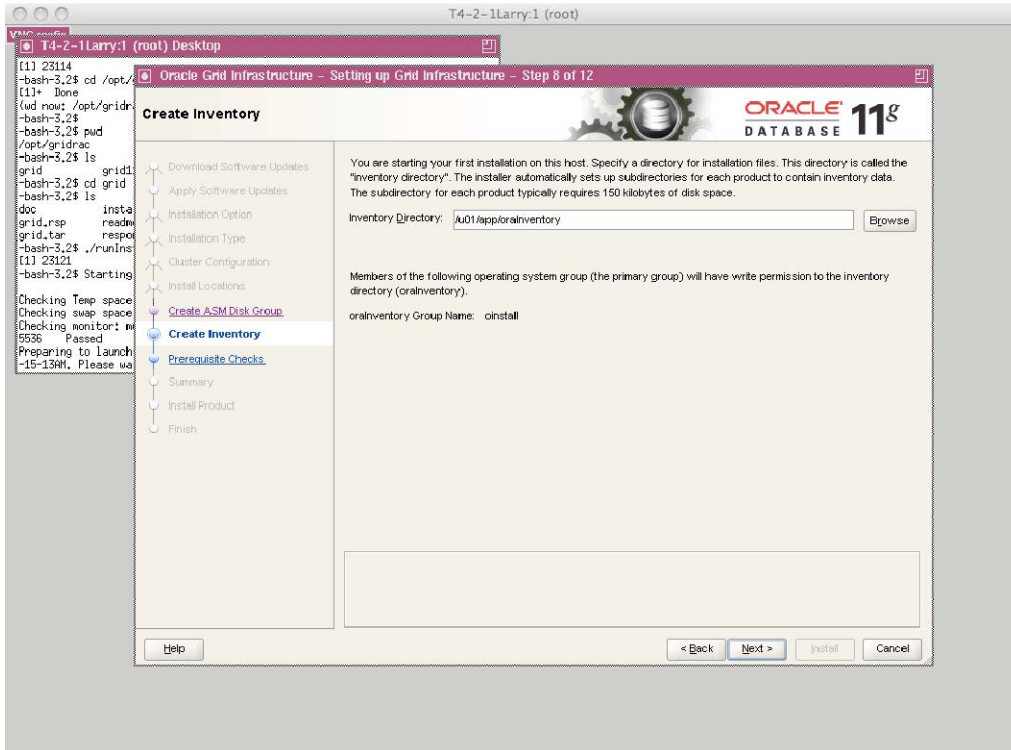 T4-2-1Larry:1 (root)
VNC config
T4-2-1Larry:1 (root) Desktop
[1] 23114
-bash-3.2$ cd /opt/
[1]+ Done
(wd now: /opt/gridr
-bash-3.2$
-bash-3.2$ pwd
/opt/gridrac
-bash-3.2$ ls
grid grid1
-bash-3.2$ cd grid
-bash-3.2$ ls
doc insta
grid.rsp readm
grid.tar respo
-bash-3.2$ ./runIns
[1] 23121
-bash-3.2$ Starting
Checking Temp space
Checking swap space
Checking monitor: m
5536 Passed
Preparing to launch
-15-13AM. Please wa
Oracle Grid Infrastructure - Setting up Grid Infrastructure - Step 8 of 12
Create Inventory
ORACLE
DATABASE
11g
Download Software Updates
Apply Software Updates
Installation Option
Installation Type
Cluster Configuration
Install Locations
Create ASM Disk Group
Create Inventory
Prerequisite Checks
Summary
Install Product
Finish
You are starting your first installation on this host. Specify a directory for installation files. This directory is called the
"inventory directory". The installer automatically sets up subdirectories for each product to contain inventory data.
The subdirectory for each product typically requires 150 kilobytes of disk space.
Inventory Directory: /u01/app/oraInventory
Browse
Members of the following operating system group (the primary group) will have write permission to the inventory
directory (oraInventory).
oraInventory Group Name: oinstall
Help
< Back
Next >
Install
Cancel